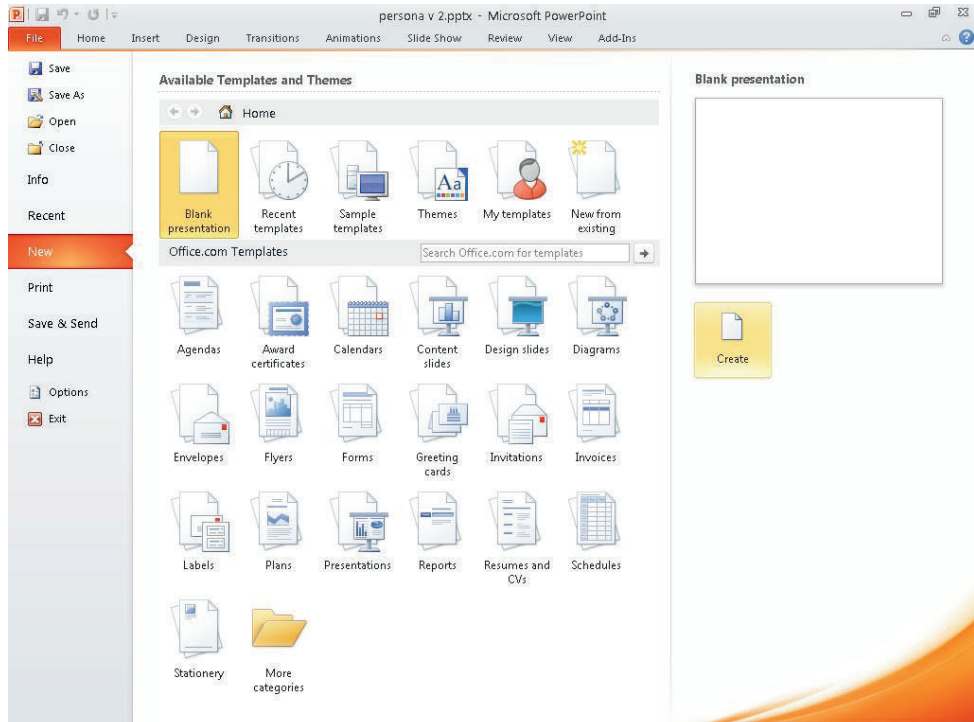 persona v 2.pptx - Microsoft PowerPoint
File Home Insert Design Transitions Animations Slide Show Review View Add-Ins
Save
Save As
Open
Close
Info
Recent
New
Print
Save & Send
Help
Options
Exit
Available Templates and Themes
Home
Blank presentation
Recent templates
Sample templates
Themes
My templates
New from existing
Office.com Templates
Search Office.com for templates
Agendas
Award certificates
Calendars
Content slides
Design slides
Diagrams
Envelopes
Flyers
Forms
Greeting cards
Invitations
Invoices
Labels
Plans
Presentations
Reports
Resumes and CVs
Schedules
Stationery
More categories
Blank presentation
Create